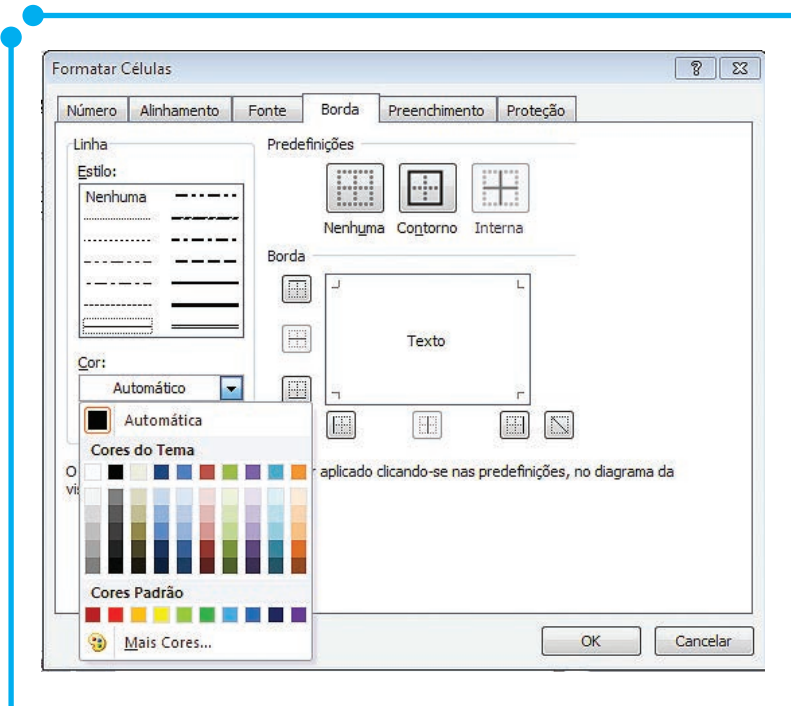 Formatar Células
Número Alinhamento Fonte Borda Preenchimento Proteção
Linha
Estilo:
Nenhuma
Predefinições
Nenhuma Contorno Interna
Borda
Texto
Cor:
Automático
Automática
Cores do Tema
aplicado clicando-se nas predefinições, no diagrama da
Cores Padrão
Mais Cores...
OK Cancelar